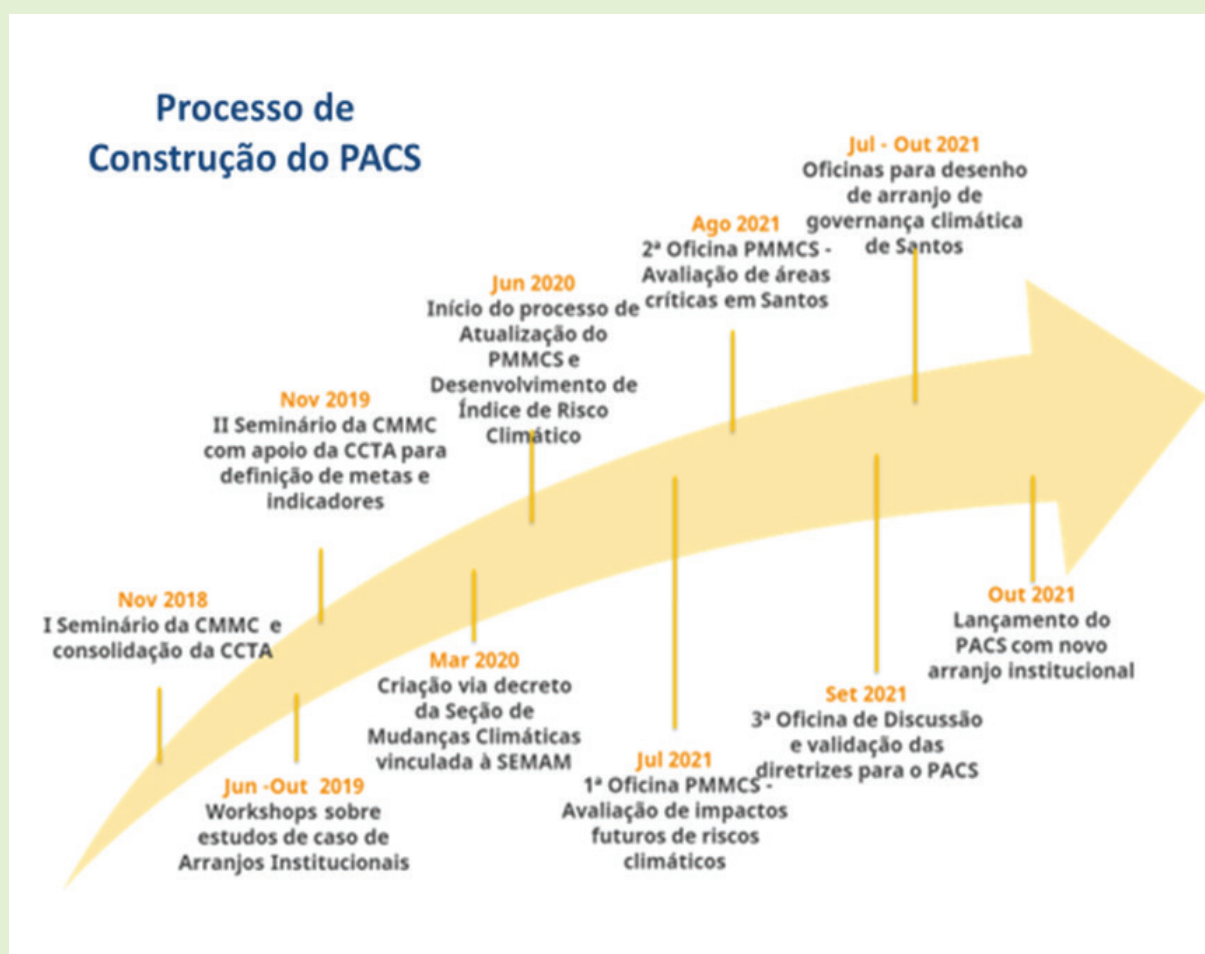 Processo de
Construção do PACS
Nov 2018
I Seminário da CMMC e
consolidação da CCTA
Jun -Out 2019
Workshops sobre
estudos de caso de
Arranjos Institucionais
Nov 2019
II Seminário da CMMC
com apoio da CCTA para
definição de metas e
indicadores
Mar 2020
Criação via decreto
da Seção de
Mudanças Climáticas
vinculada à SEMAM
Jun 2020
Início do processo de
Atualização do
PMMCS e
Desenvolvimento de
Índice de Risco
Climático
Jul 2021
1ª Oficina PMMCS -
Avaliação de impactos
futuros de riscos
climáticos
Ago 2021
2ª Oficina PMMCS -
Avaliação de áreas
críticas em Santos
Set 2021
3ª Oficina de Discussão
e validação das
diretrizes para o PACS
Jul - Out 2021
Oficinas para desenho
de arranjo de
governança climática
de Santos
Out 2021
Lançamento do
PACS com novo
arranjo institucional